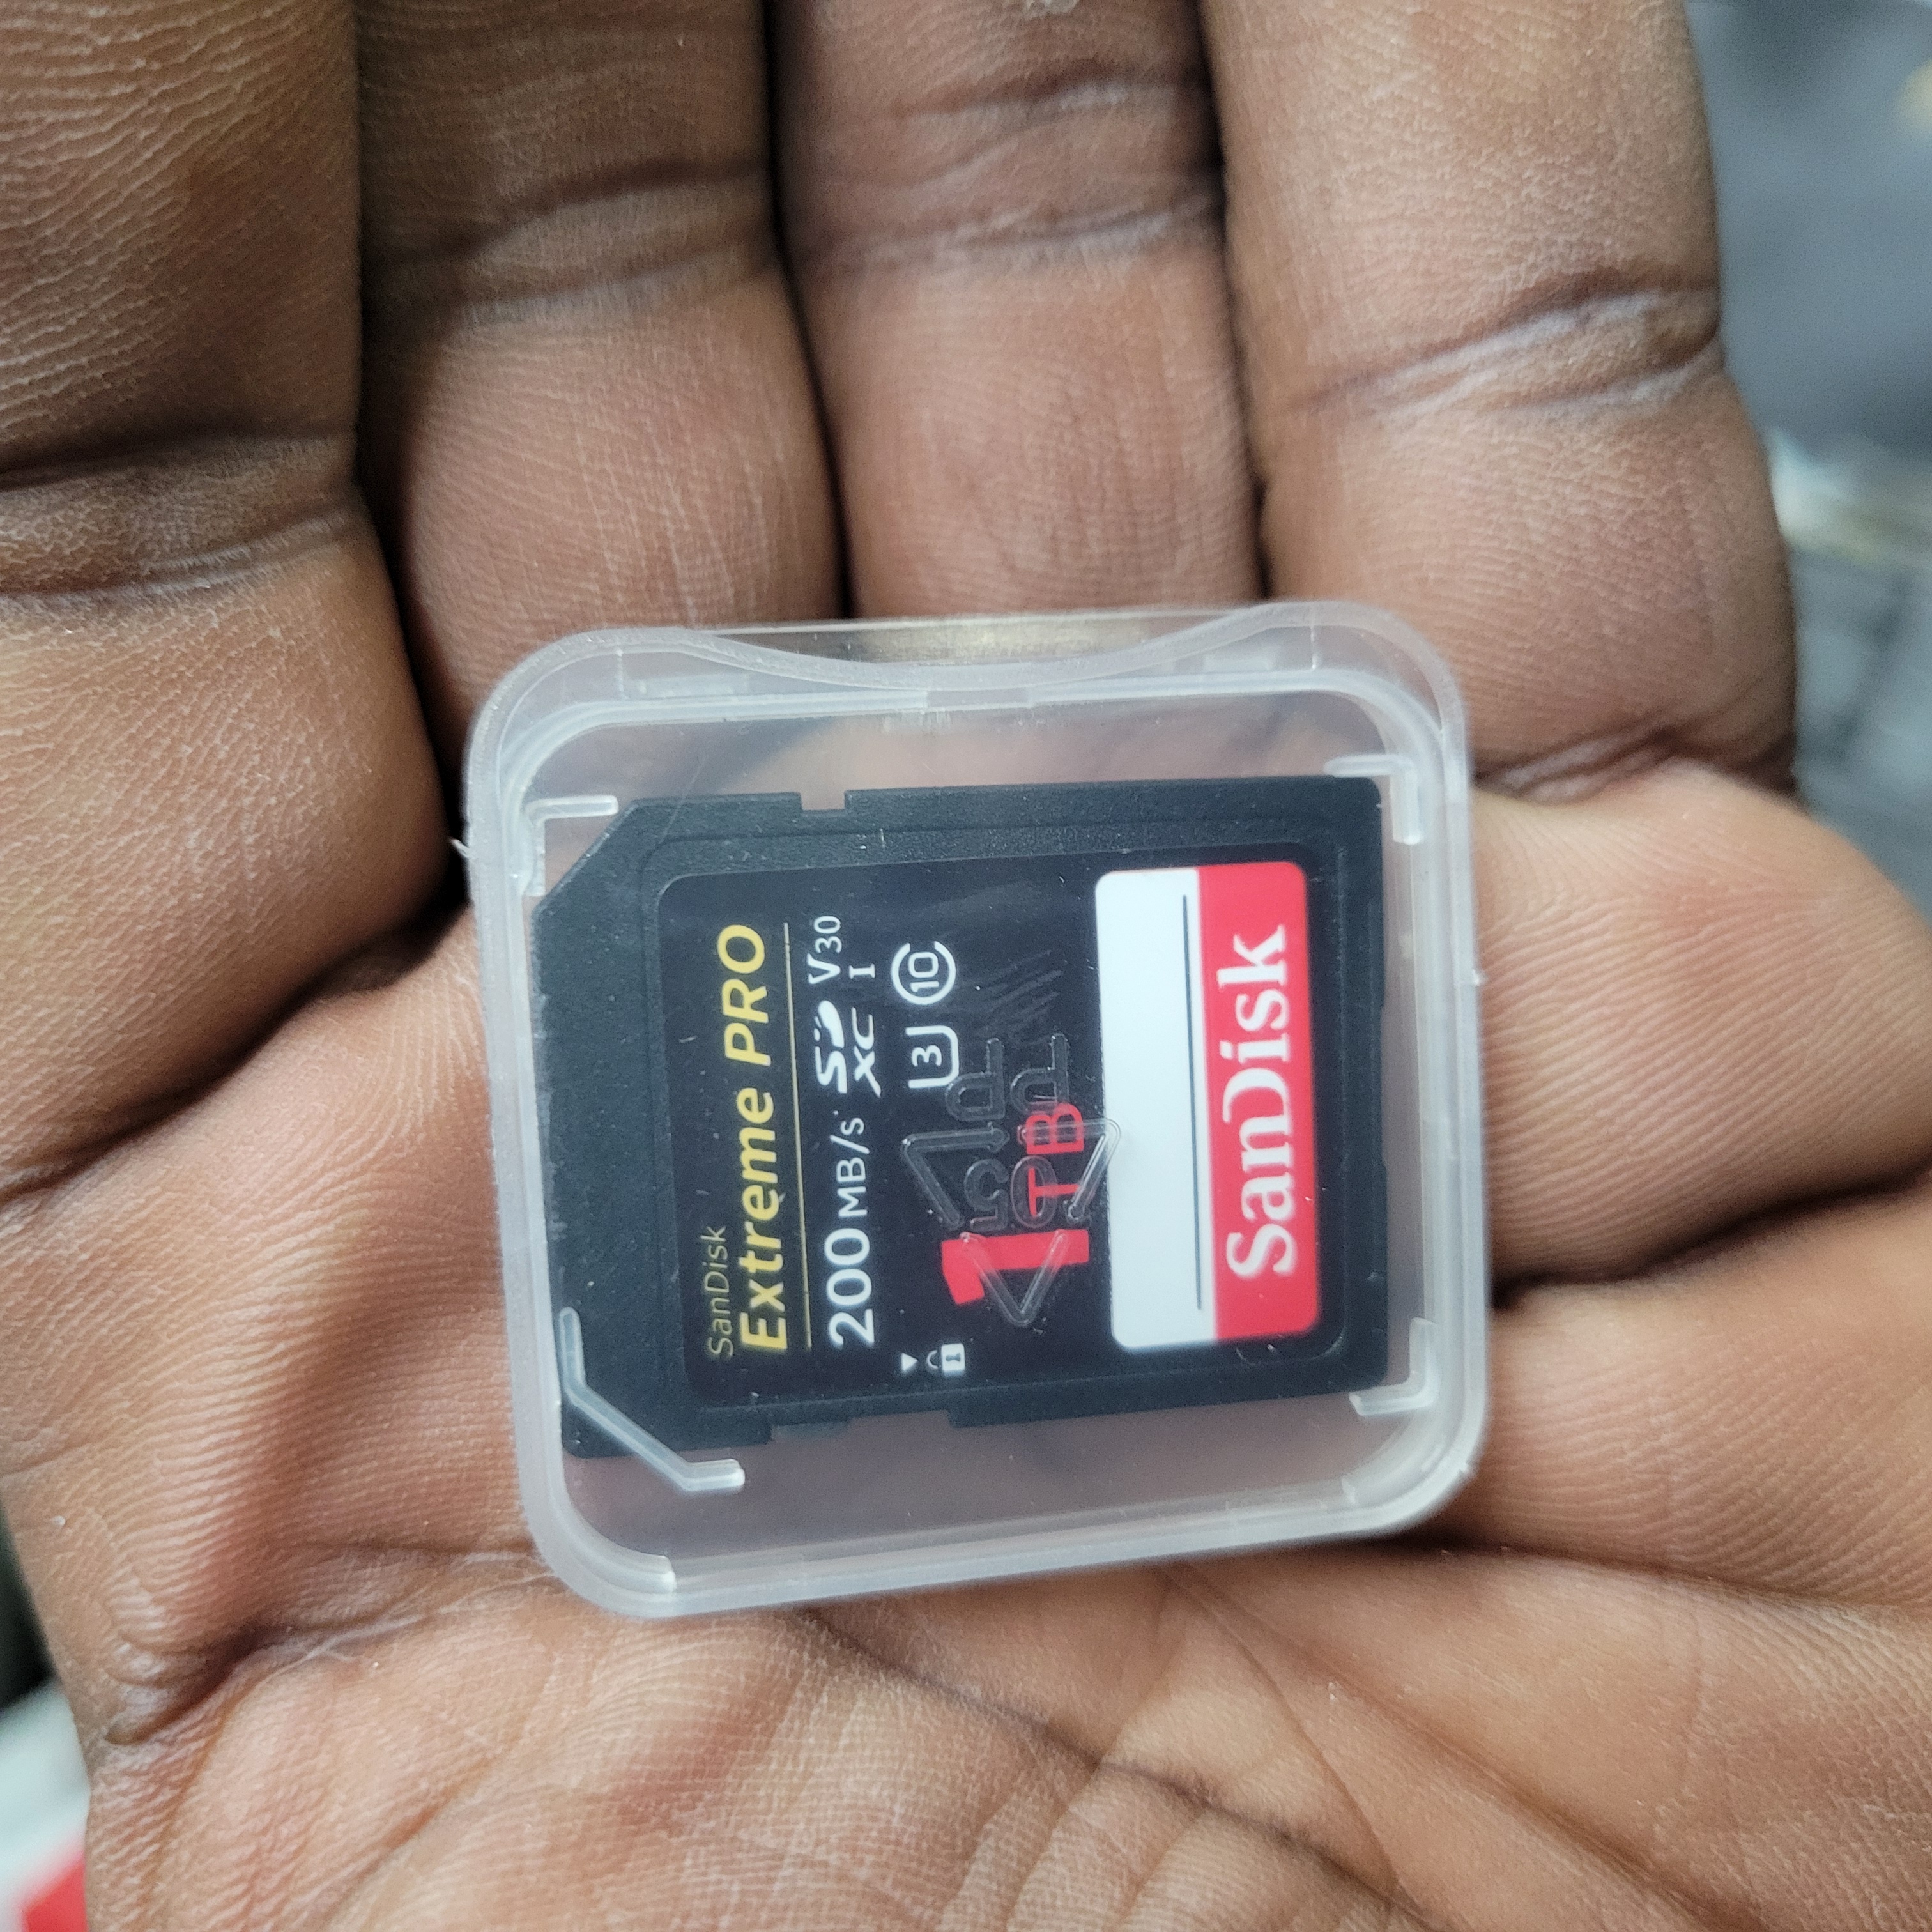 SanDisk
Extreme PRO
200 MB/s SD XC I V30
U3 10
1TB
05
PP
SanDisk